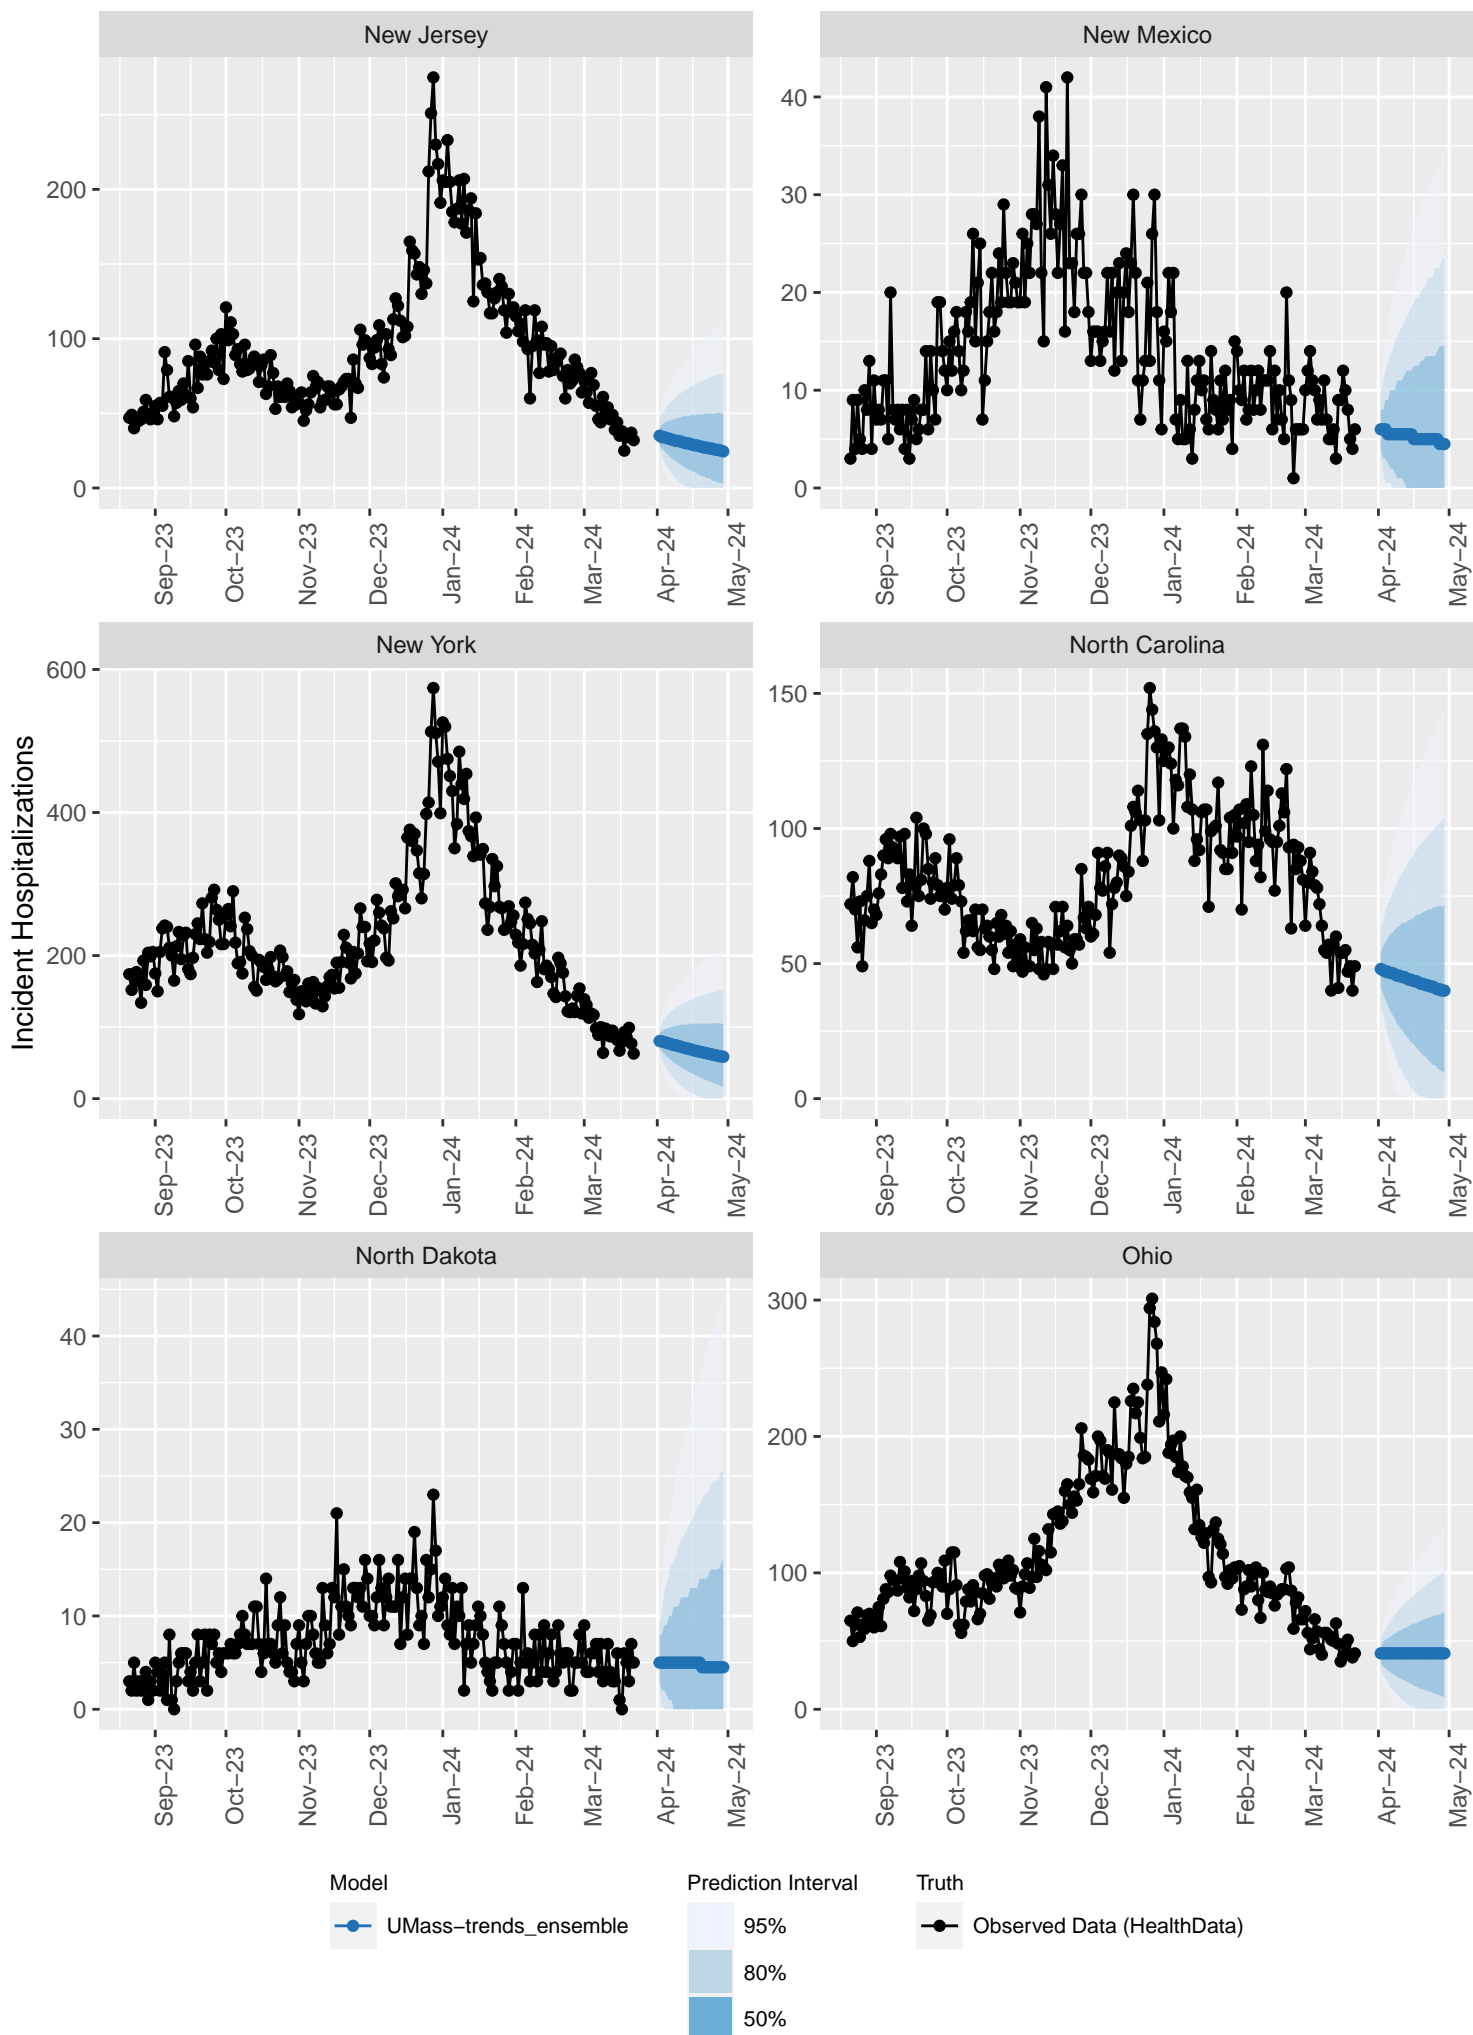 New Jersey
New Mexico
200
100
0
Sep−23
Oct−23
Nov−23
Dec−23
Jan−24
Feb−24
Mar−24
Apr−24
May−24
40
30
20
10
0
Sep−23
Oct−23
Nov−23
Dec−23
Jan−24
Feb−24
Mar−24
Apr−24
May−24
Incident Hospitalizations
New York
North Carolina
600
400
200
0
Sep−23
Oct−23
Nov−23
Dec−23
Jan−24
Feb−24
Mar−24
Apr−24
May−24
150
100
50
0
Sep−23
Oct−23
Nov−23
Dec−23
Jan−24
Feb−24
Mar−24
Apr−24
May−24
North Dakota
Ohio
40
30
20
10
0
Sep−23
Oct−23
Nov−23
Dec−23
Jan−24
Feb−24
Mar−24
Apr−24
May−24
300
200
100
0
Sep−23
Oct−23
Nov−23
Dec−23
Jan−24
Feb−24
Mar−24
Apr−24
May−24
Model
UMass−trends_ensemble
Prediction Interval
95%
80%
50%
Truth
Observed Data (HealthData)